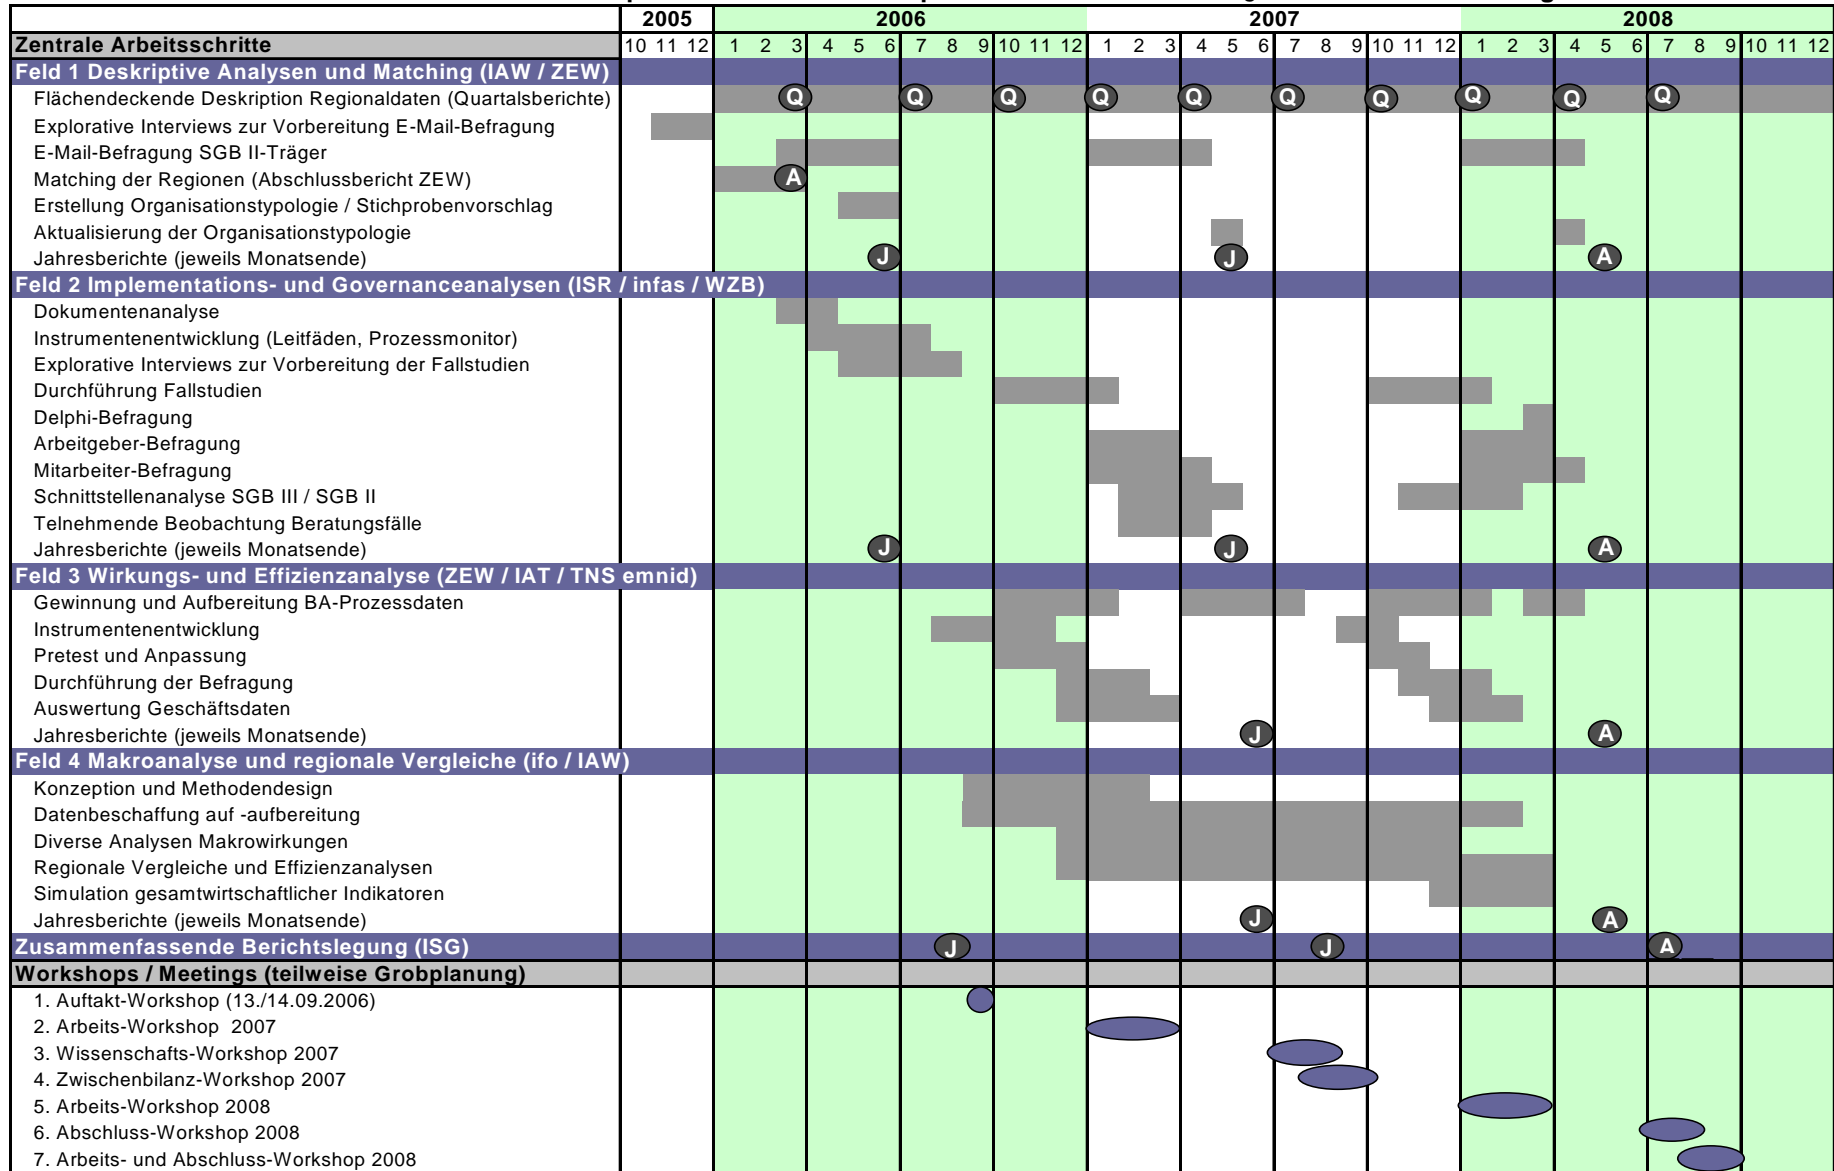 2005 2006 2007 2008
Zentrale Arbeitsschritte 10 11 12 1 2 3 4 5 6 7 8 9 10 11 12 1 2 3 4 5 6 7 8 9 10 11 12 1 2 3 4 5 6 7 8 9 10 11 12
Feld 1 Deskriptive Analysen und Matching (IAW / ZEW)
Flächendeckende Deskription Regionaldaten (Quartalsberichte) Q Q Q Q Q Q Q Q Q Q
Explorative Interviews zur Vorbereitung E-Mail-Befragung
E-Mail-Befragung SGB II-Träger
Matching der Regionen (Abschlussbericht ZEW) A
Erstellung Organisationstypologie / Stichprobenvorschlag
Aktualisierung der Organisationstypologie
Jahresberichte (jeweils Monatsende) J J A
Feld 2 Implementations- und Governanceanalysen (ISR / infas / WZB)
Dokumentenanalyse
Instrumentenentwicklung (Leitfäden, Prozessmonitor)
Explorative Interviews zur Vorbereitung der Fallstudien
Durchführung Fallstudien
Delphi-Befragung
Arbeitgeber-Befragung
Mitarbeiter-Befragung
Schnittstellenanalyse SGB III / SGB II
Telnehmende Beobachtung Beratungsfälle
Jahresberichte (jeweils Monatsende) J J A
Feld 3 Wirkungs- und Effizienzanalyse (ZEW / IAT / TNS emnid)
Gewinnung und Aufbereitung BA-Prozessdaten
Instrumentenentwicklung
Pretest und Anpassung
Durchführung der Befragung
Auswertung Geschäftsdaten
Jahresberichte (jeweils Monatsende) J A
Feld 4 Makroanalyse und regionale Vergleiche (ifo / IAW)
Konzeption und Methodendesign
Datenbeschaffung auf -aufbereitung
Diverse Analysen Makrowirkungen
Regionale Vergleiche und Effizienzanalysen
Simulation gesamtwirtschaftlicher Indikatoren
Jahresberichte (jeweils Monatsende) J A
Zusammenfassende Berichtslegung (ISG) J J A
Workshops / Meetings (teilweise Grobplanung)
1. Auftakt-Workshop (13./14.09.2006)
2. Arbeits-Workshop 2007
3. Wissenschafts-Workshop 2007
4. Zwischenbilanz-Workshop 2007
5. Arbeits-Workshop 2008
6. Abschluss-Workshop 2008
7. Arbeits- und Abschluss-Workshop 2008